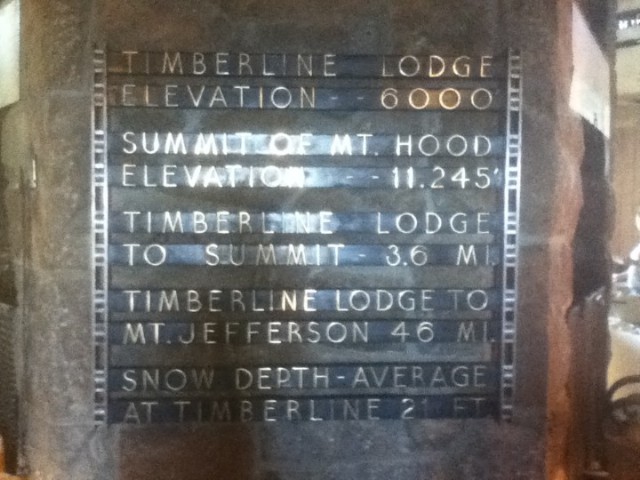 TIMBERLINE LODGE
ELEVATION -- 6000
SUMMIT OF MT. HOOD
ELEVATION -- 11.245'
TIMBERLINE LODGE
TO SUMMIT - 3.6 MI.
TIMBERLINE LODGE TO
MT. JEFFERSON 46 MI.
SNOW DEPTH-AVERAGE
AT TIMBERLINE 21 FT.